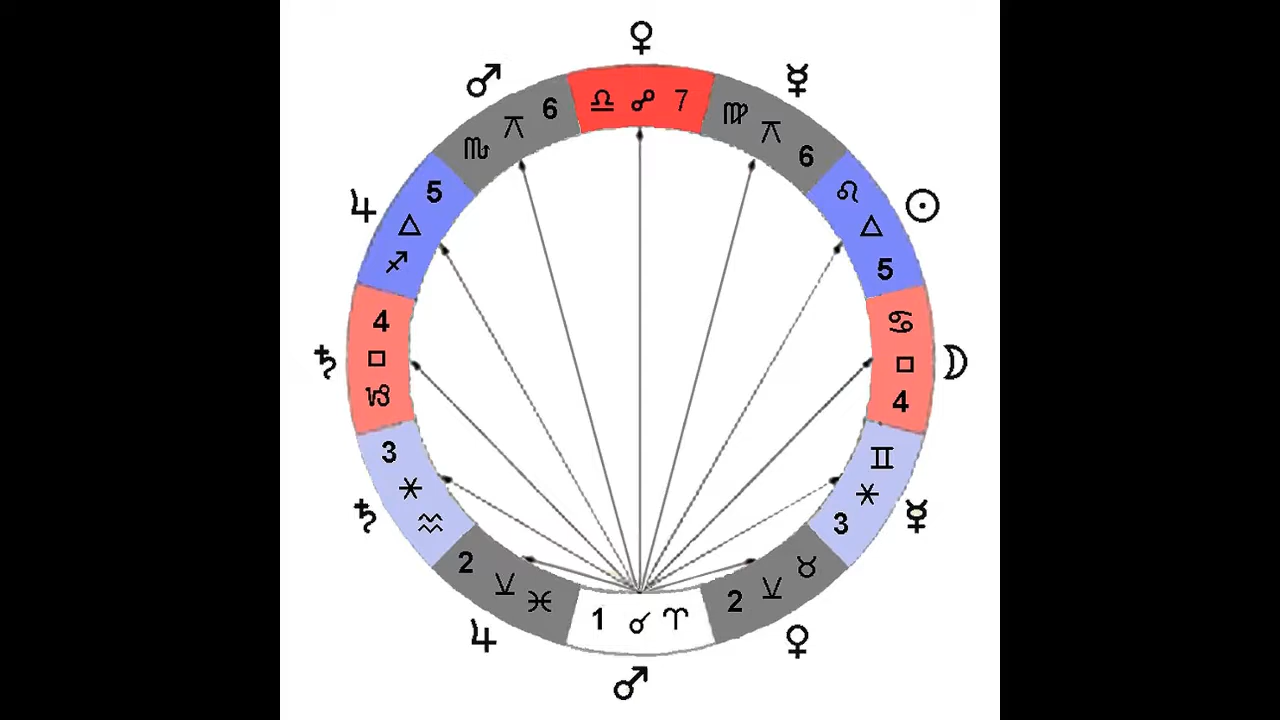 ♀
♂ ☿
6 ⚻ ♏ ♎ ☍ 7 ♍ ⚻ 6
♃ 5 △ ♐ ♌ △ 5 ☉
♄ 4 □ ♑ ♋ □ 4 ☽
♄ 3 ⚹ ♒ ♊ ⚹ 3 ☿
2 ⚺ ♓ 1 ☌ ♈ 2 ⚺ ♉
♃ ♀
♂